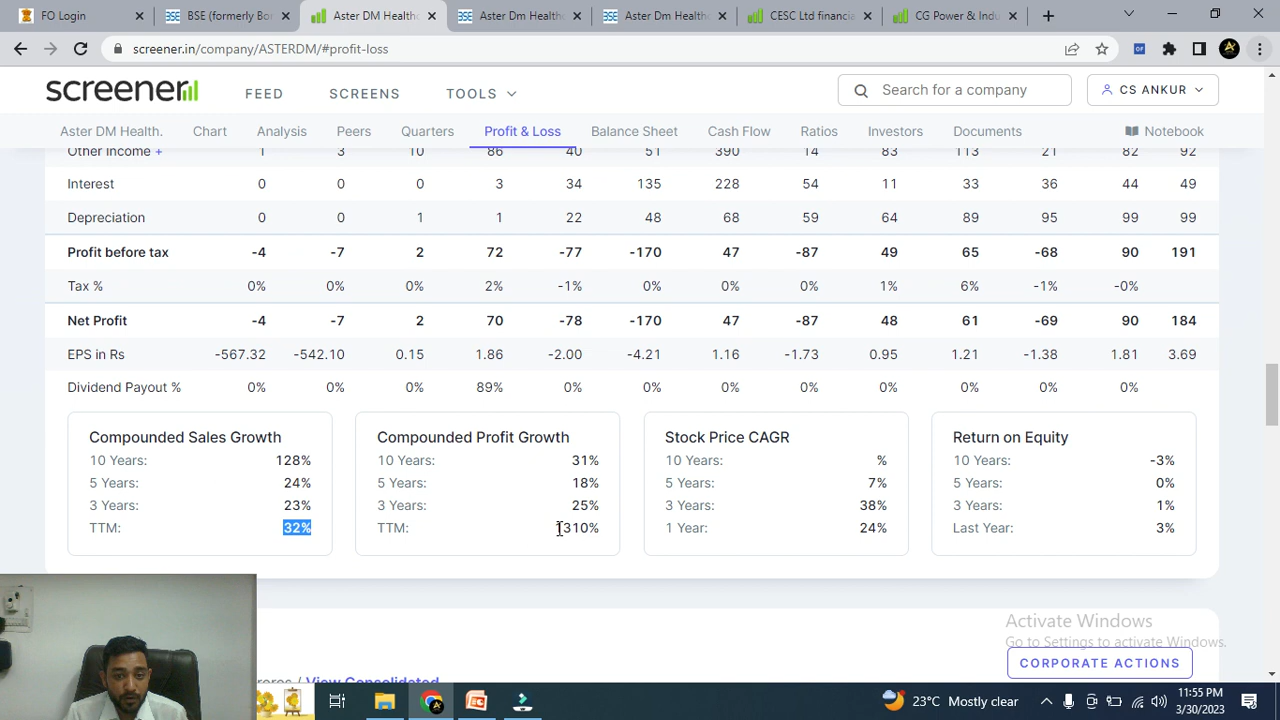 FO Login
BSE (formerly Bor
Aster DM Health
Aster Dm Healthc
Aster Dm Healthc
CESC Ltd financia
CG Power & Indu
screener.in/company/ASTERDM/#profit-loss
screener
FEED
SCREENS
TOOLS
Search for a company
CS ANKUR
Aster DM Health.
Chart
Analysis
Peers
Quarters
Profit & Loss
Balance Sheet
Cash Flow
Ratios
Investors
Documents
Notebook
Other Income + 1 3 10 86 40 51 390 14 83 113 21 82 92
Interest 0 0 0 3 34 135 228 54 11 33 36 44 49
Depreciation 0 0 1 1 22 48 68 59 64 89 95 99 99
Profit before tax -4 -7 2 72 -77 -170 47 -87 49 65 -68 90 191
Tax % 0% 0% 0% 2% -1% 0% 0% 0% 1% 6% -1% -0%
Net Profit -4 -7 2 70 -78 -170 47 -87 48 61 -69 90 184
EPS in Rs -567.32 -542.10 0.15 1.86 -2.00 -4.21 1.16 -1.73 0.95 1.21 -1.38 1.81 3.69
Dividend Payout % 0% 0% 0% 89% 0% 0% 0% 0% 0% 0% 0% 0%
Compounded Sales Growth
10 Years: 128%
5 Years: 24%
3 Years: 23%
TTM: 32%
Compounded Profit Growth
10 Years: 31%
5 Years: 18%
3 Years: 25%
TTM: 1310%
Stock Price CAGR
10 Years: %
5 Years: 7%
3 Years: 38%
1 Year: 24%
Return on Equity
10 Years: -3%
5 Years: 0%
3 Years: 1%
Last Year: 3%
Activate Windows
Go to Settings to activate Windows.
CORPORATE ACTIONS
View Consolidated
23°C Mostly clear
11:55 PM
3/30/2023